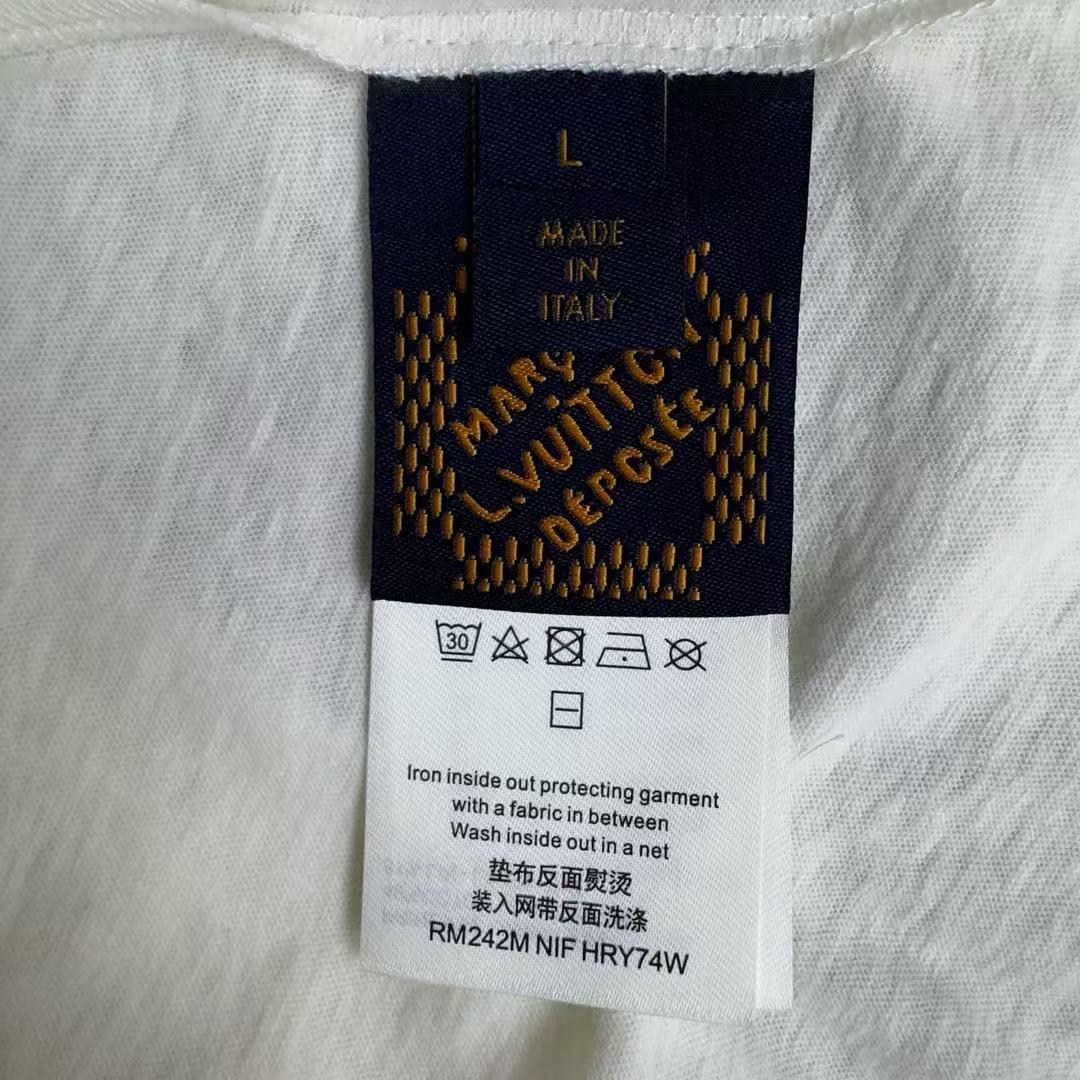 L
MADE
IN
ITALY
MARQ
L.VUITTON
DÉPOSÉE
30
Iron inside out protecting garment
with a fabric in between
Wash inside out in a net
垫布反面熨烫
装入网带反面洗涤
RM242M NIF HRY74W